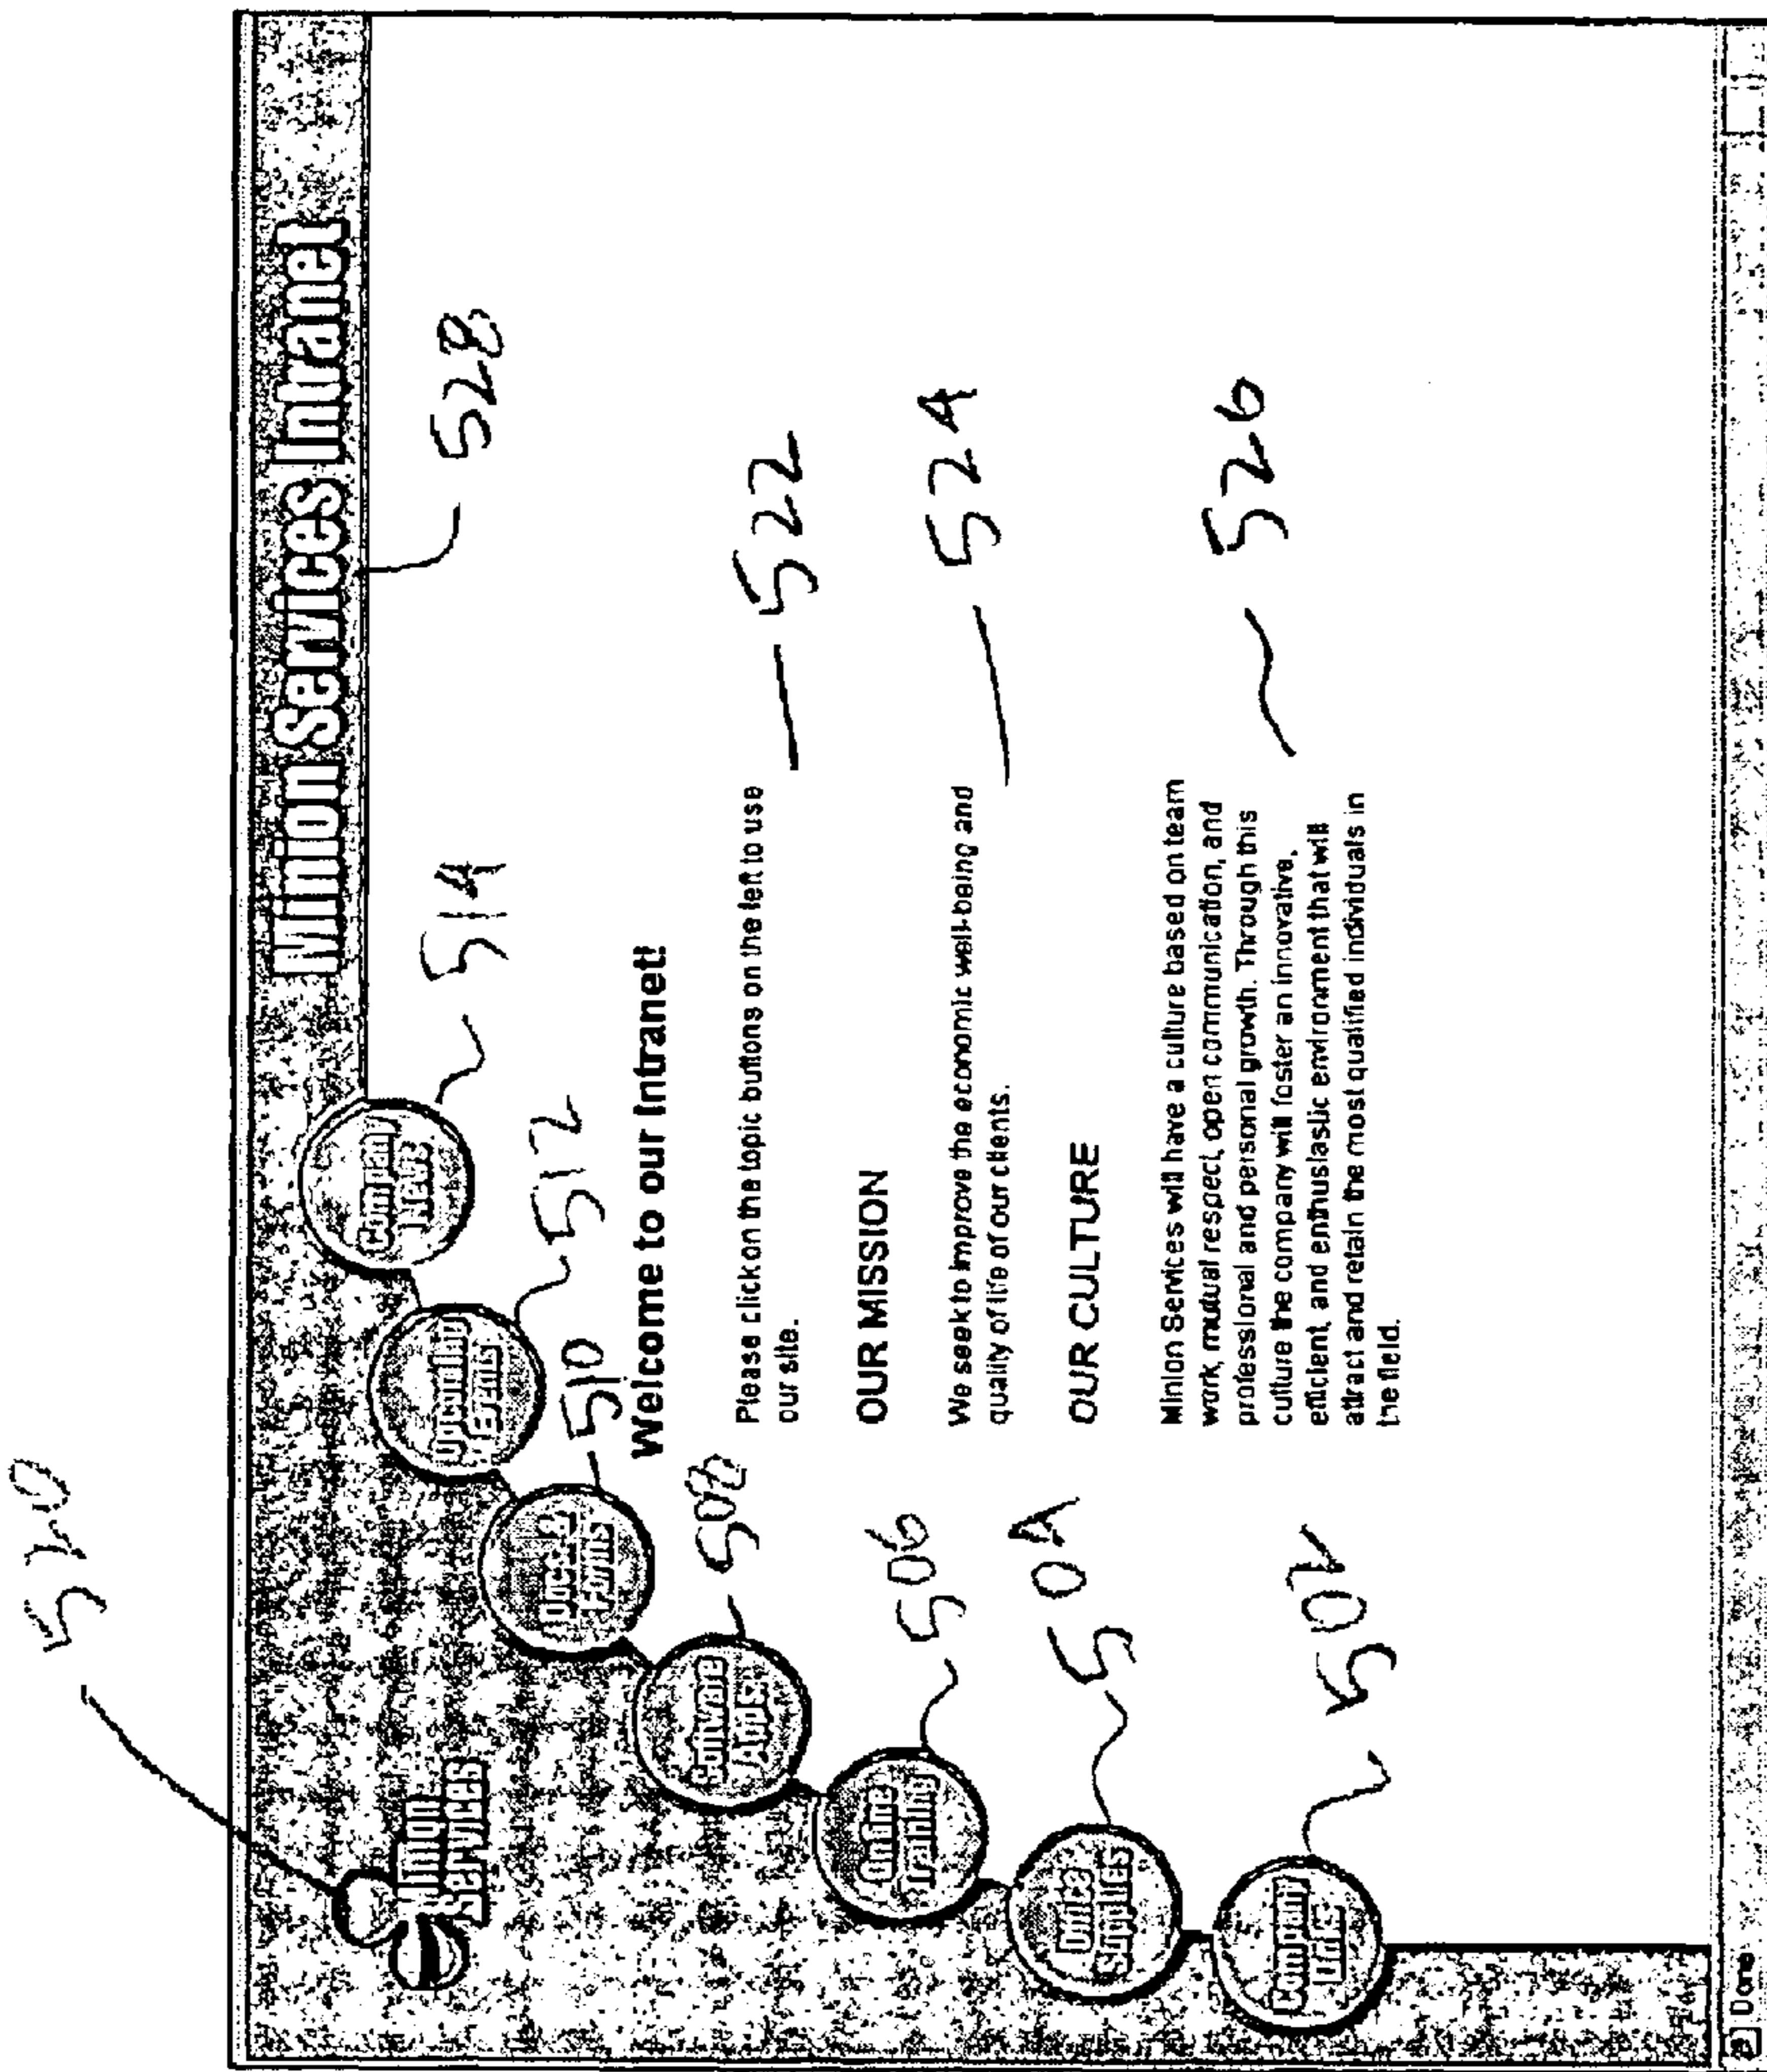 520
Minion
Services
Minion Services Intranet
528
Company
News
514
Upcoming
Events
512
Docs &
Forms
510
Software
Apps
508
Online
Training
506
Office
Supplies
504
Company
Info
502
Welcome to our Intranet!
Please click on the topic buttons on the left to use
our site.
522
OUR MISSION
We seek to improve the economic well-being and
quality of life of our clients.
524
OUR CULTURE
Minion Services will have a culture based on team
work, mutual respect, open communication, and
professional and personal growth. Through this
culture the company will foster an innovative,
efficient, and enthusiastic environment that will
attract and retain the most qualified individuals in
the field.
526
Done